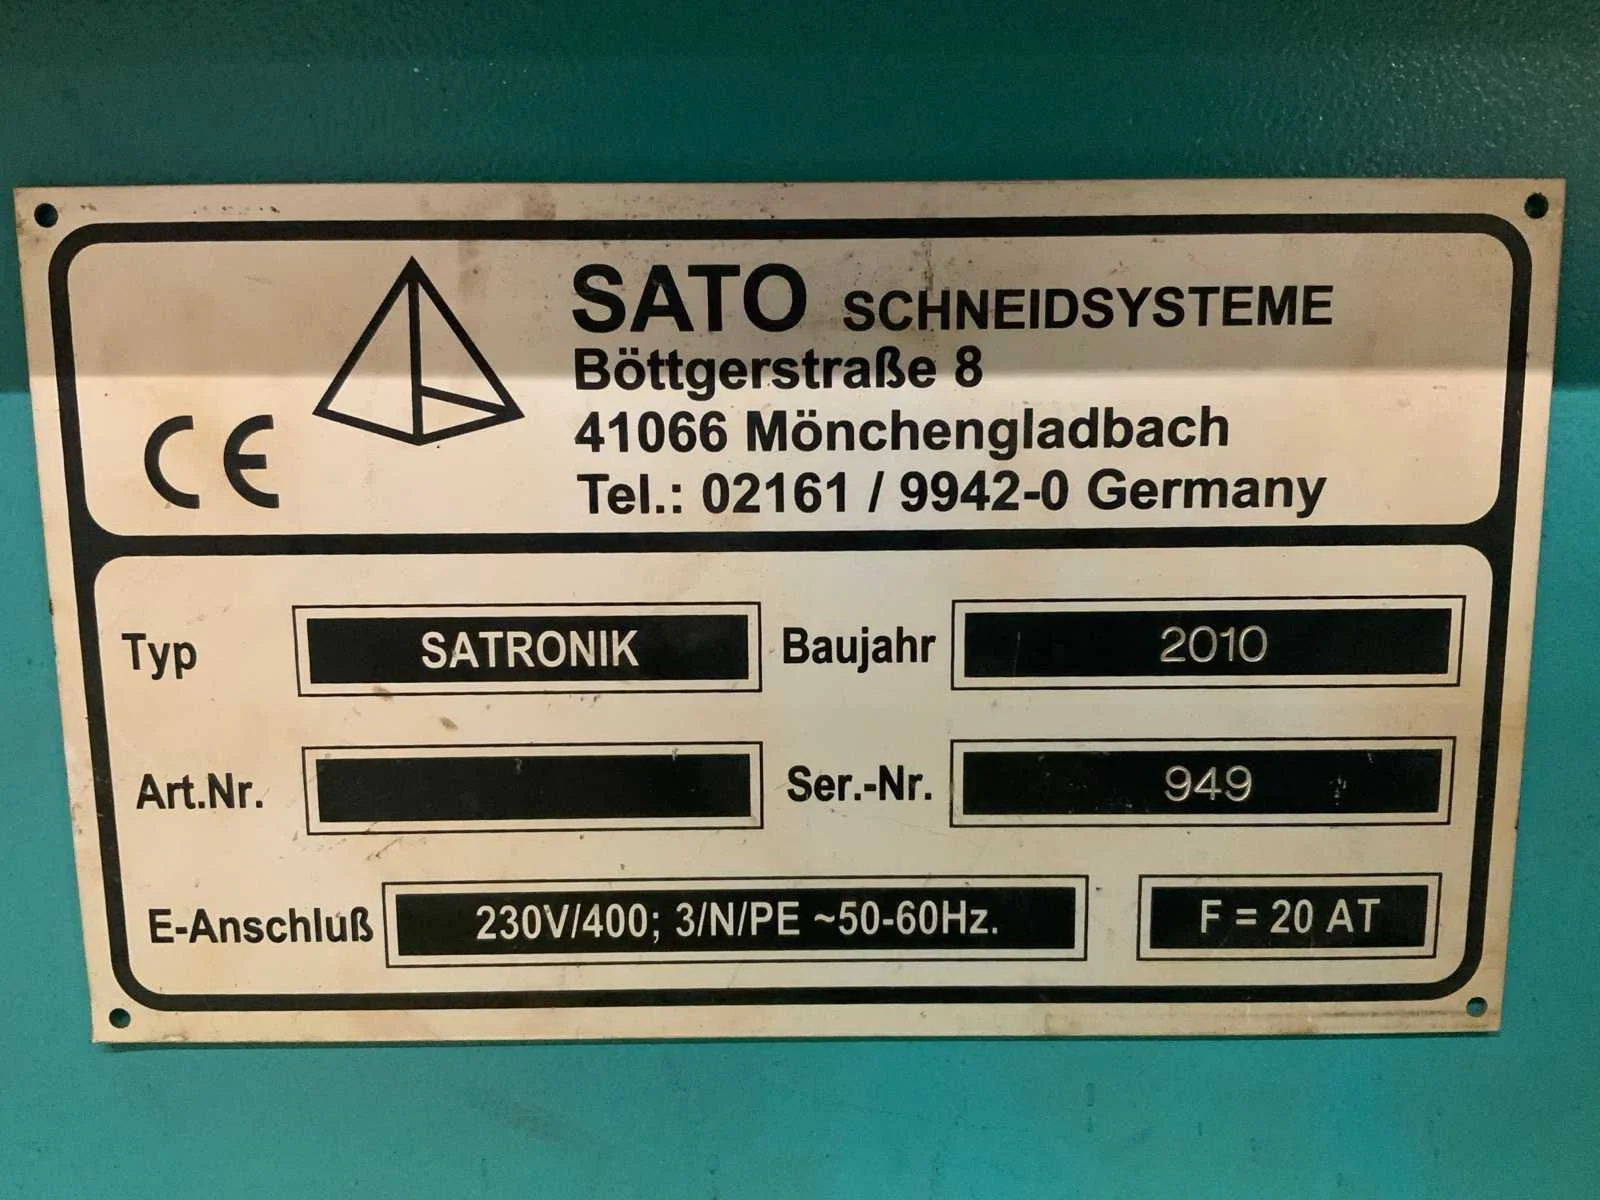 SATO SCHNEIDSYSTEME
Böttgerstraße 8
41066 Mönchengladbach
Tel.: 02161 / 9942-0 Germany
CE
Typ SATRONIK Baujahr 2010
Art.Nr. Ser.-Nr. 949
E-Anschluß 230V/400; 3/N/PE ~50-60Hz. F = 20 AT